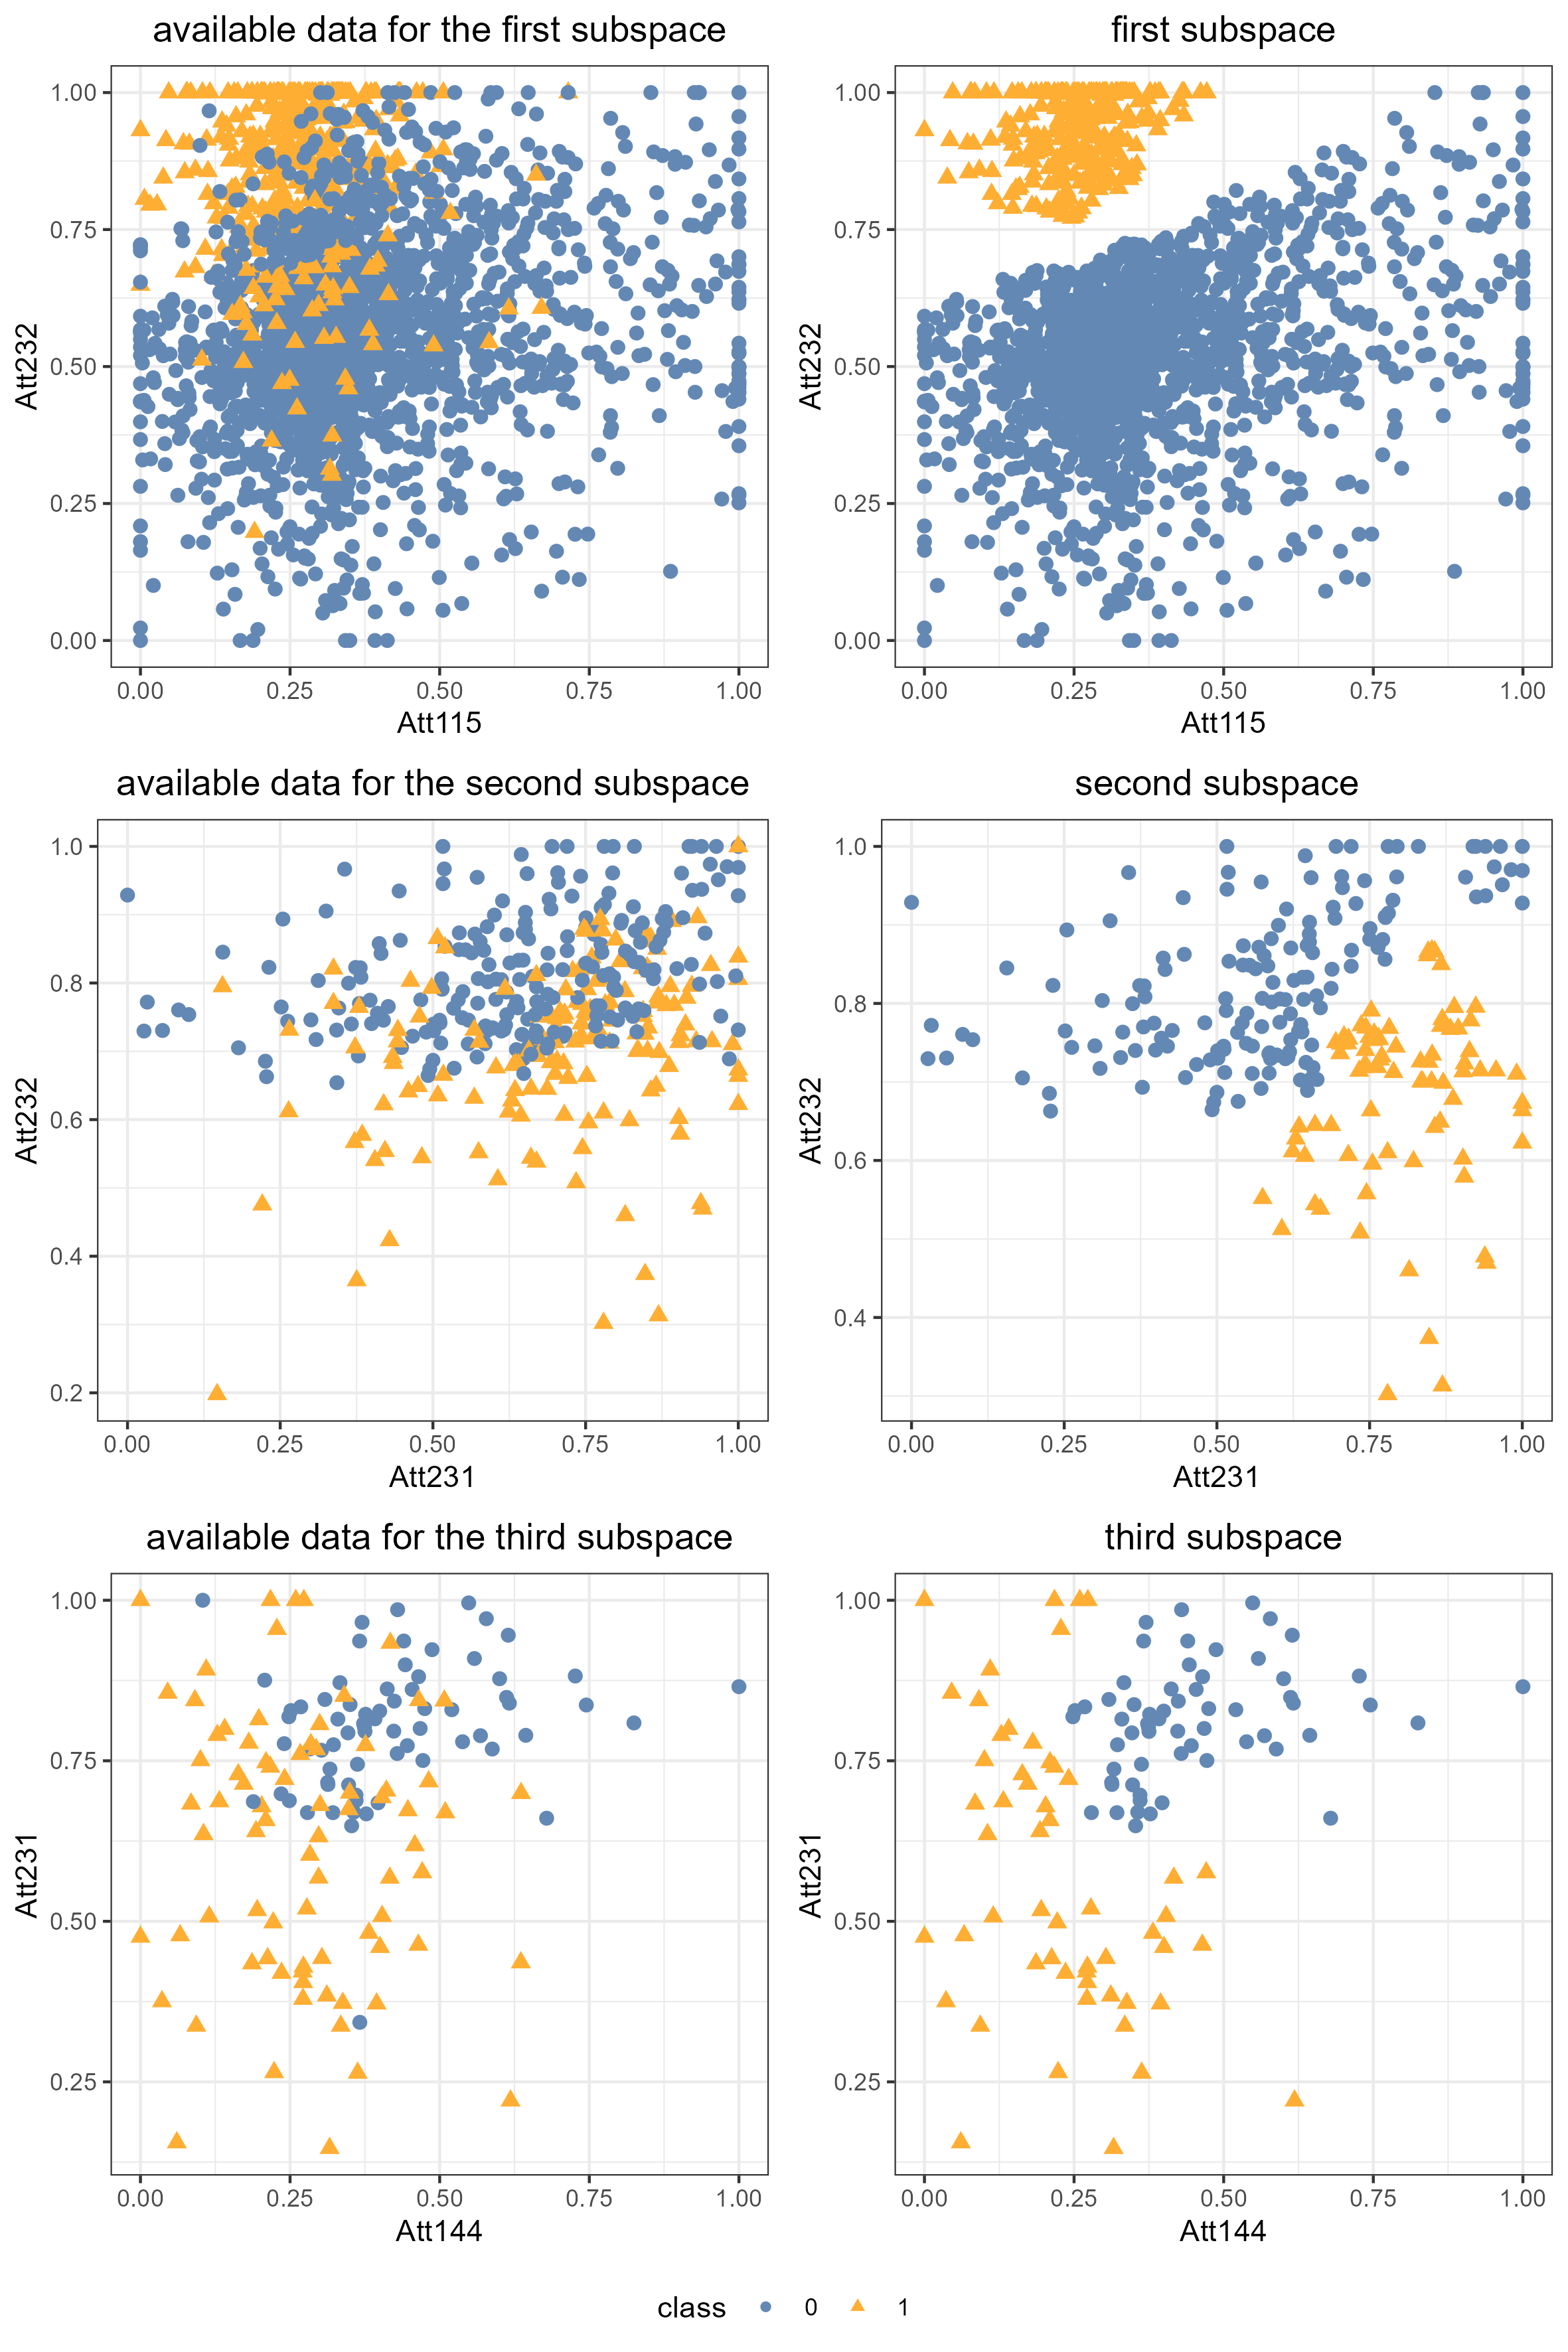 available data for the first subspace
first subspace
1.00
0.75
0.50
0.25
0.00
Att232
0.00 0.25 0.50 0.75 1.00
Att115
1.00
0.75
0.50
0.25
0.00
Att232
0.00 0.25 0.50 0.75 1.00
Att115
available data for the second subspace
second subspace
1.0
0.8
0.6
0.4
0.2
Att232
0.00 0.25 0.50 0.75 1.00
Att231
1.0
0.8
0.6
0.4
Att232
0.00 0.25 0.50 0.75 1.00
Att231
available data for the third subspace
third subspace
1.00
0.75
0.50
0.25
Att231
0.00 0.25 0.50 0.75 1.00
Att144
1.00
0.75
0.50
0.25
Att231
0.00 0.25 0.50 0.75 1.00
Att144
class 0 1